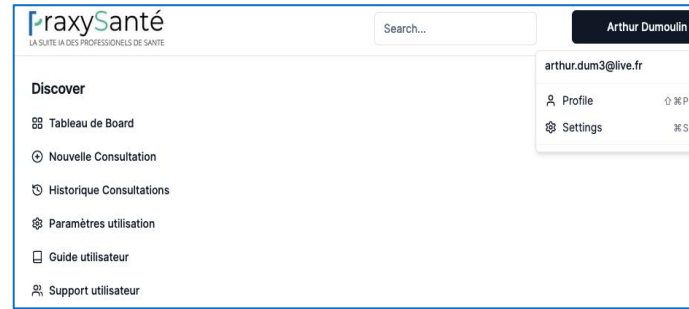 PraxySanté
LA SUITE IA DES PROFESSIONELS DE SANTE
Search...
Arthur Dumoulin
arthur.dum3@live.fr
Profile ⇧⌘P
Settings ⌘S
Discover
Tableau de Board
Nouvelle Consultation
Historique Consultations
Paramètres utilisation
Guide utilisateur
Support utilisateur